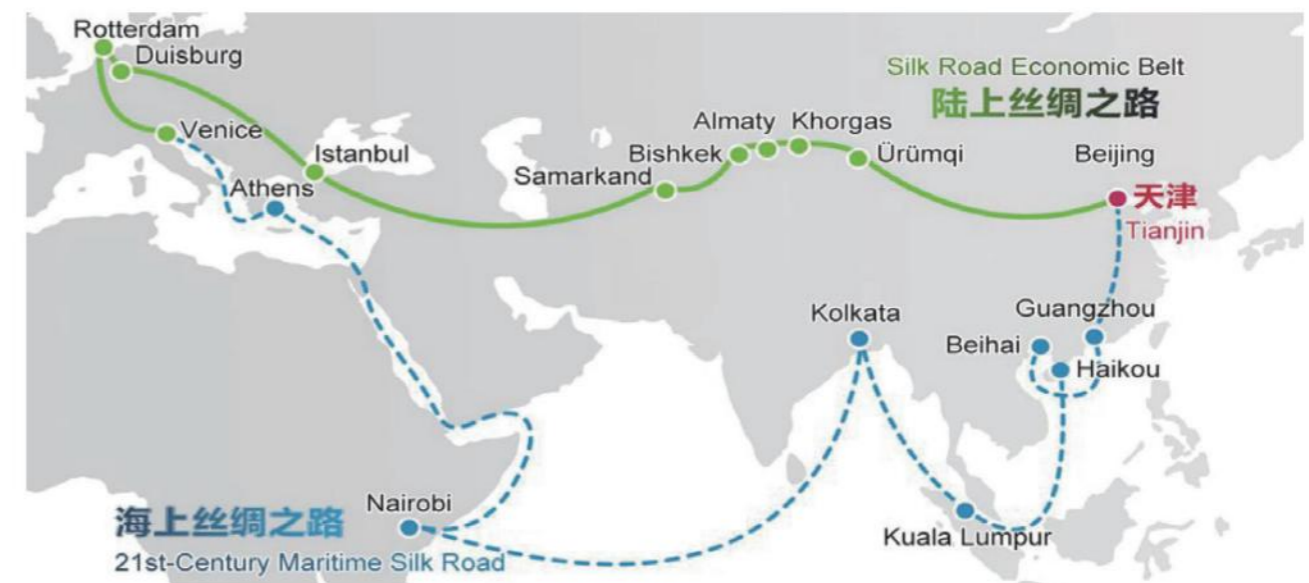 Rotterdam
Duisburg
Silk Road Economic Belt
陆上丝绸之路
Venice
Almaty
Khorgas
Istanbul
Bishkek
Ürümqi
Beijing
Samarkand
Athens
天津
Tianjin
Kolkata
Guangzhou
Beihai
Haikou
Nairobi
海上丝绸之路
Kuala Lumpur
21st-Century Maritime Silk Road